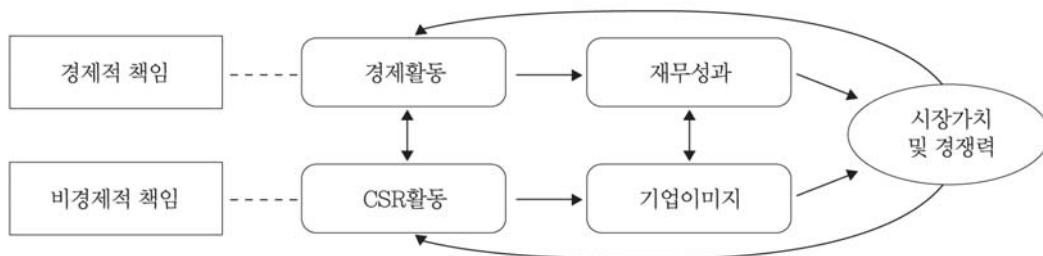 경제적 책임
경제활동
재무성과
시장가치
및 경쟁력
비경제적 책임
CSR활동
기업이미지